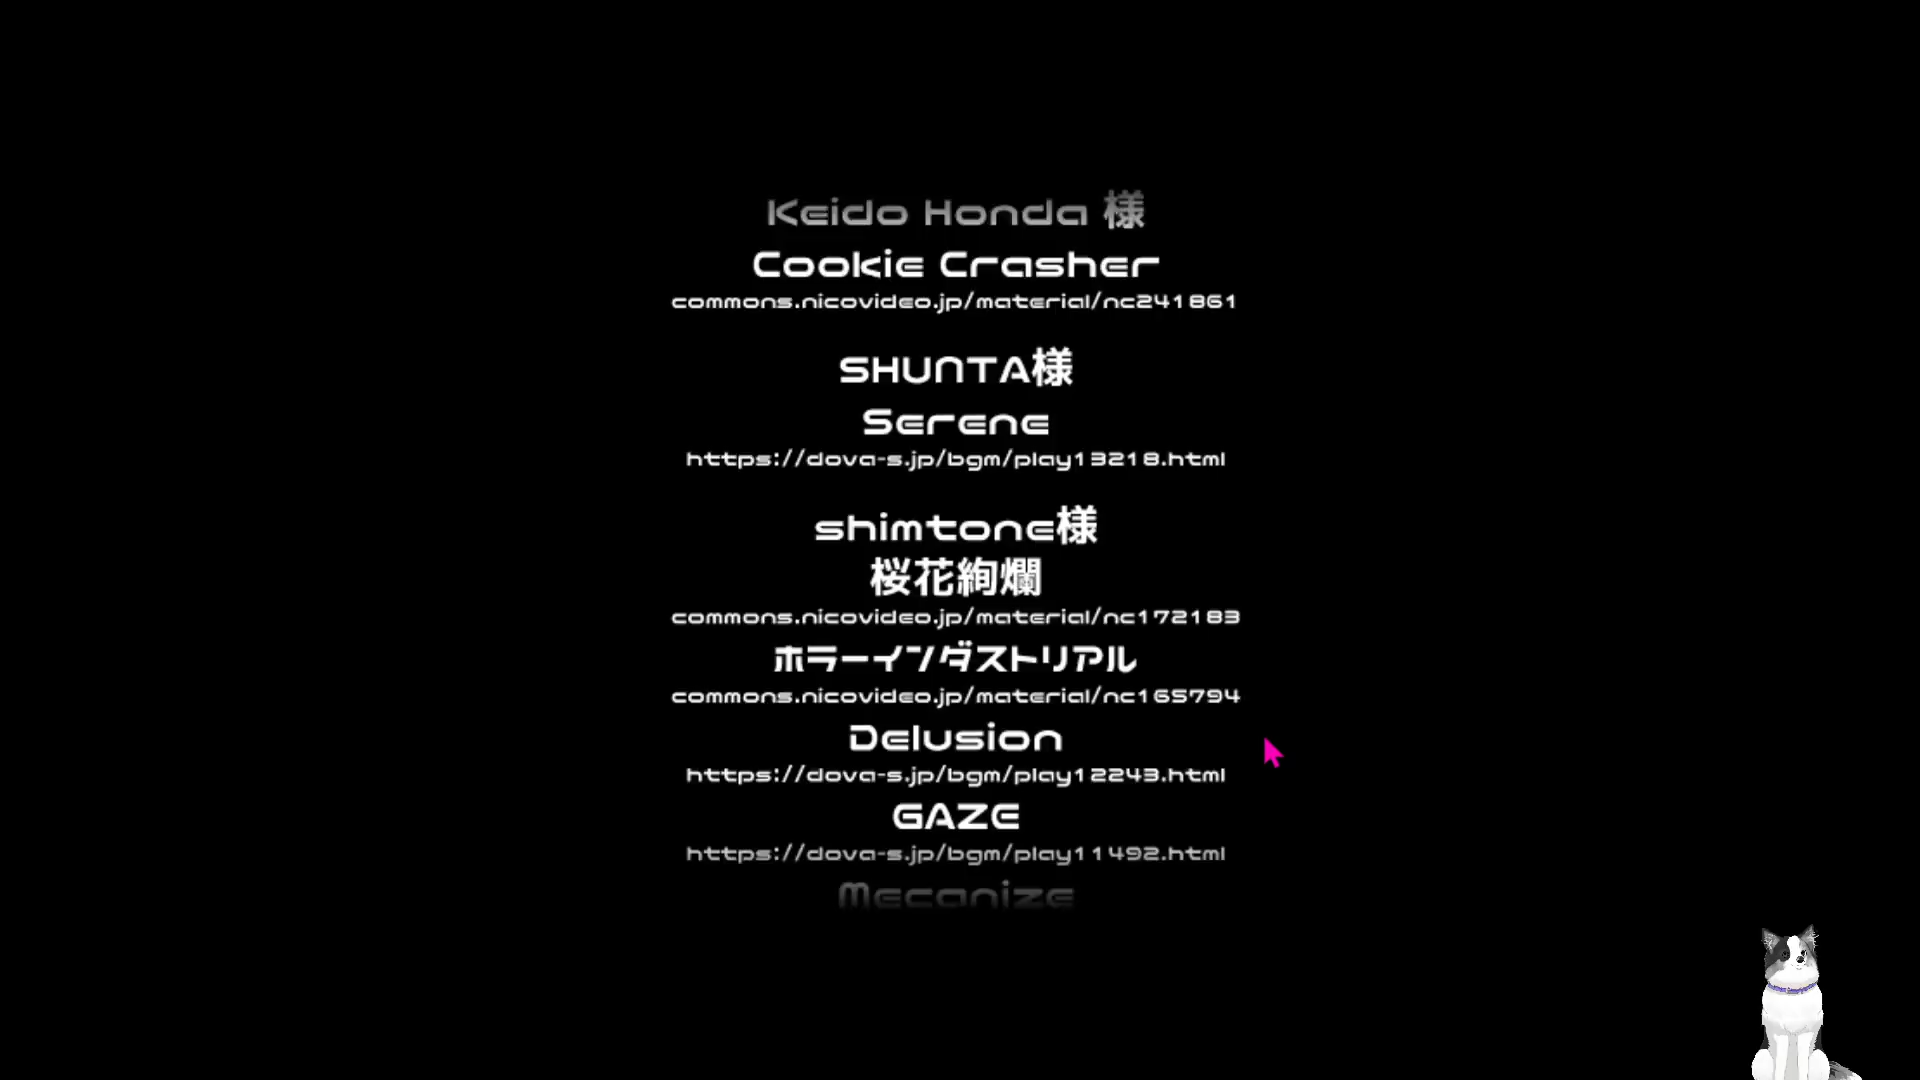 Keido Honda 様
Cookie Crasher
commons.nicovideo.jp/material/nc241861
SHUNTA様
Serene
https://dova-s.jp/bgm/play13218.html
shimtone様
桜花絢爛
commons.nicovideo.jp/material/nc172183
ホラーインダストリアル
commons.nicovideo.jp/material/nc165794
Delusion
https://dova-s.jp/bgm/play12243.html
GAZE
https://dova-s.jp/bgm/play11492.html
Mecanize